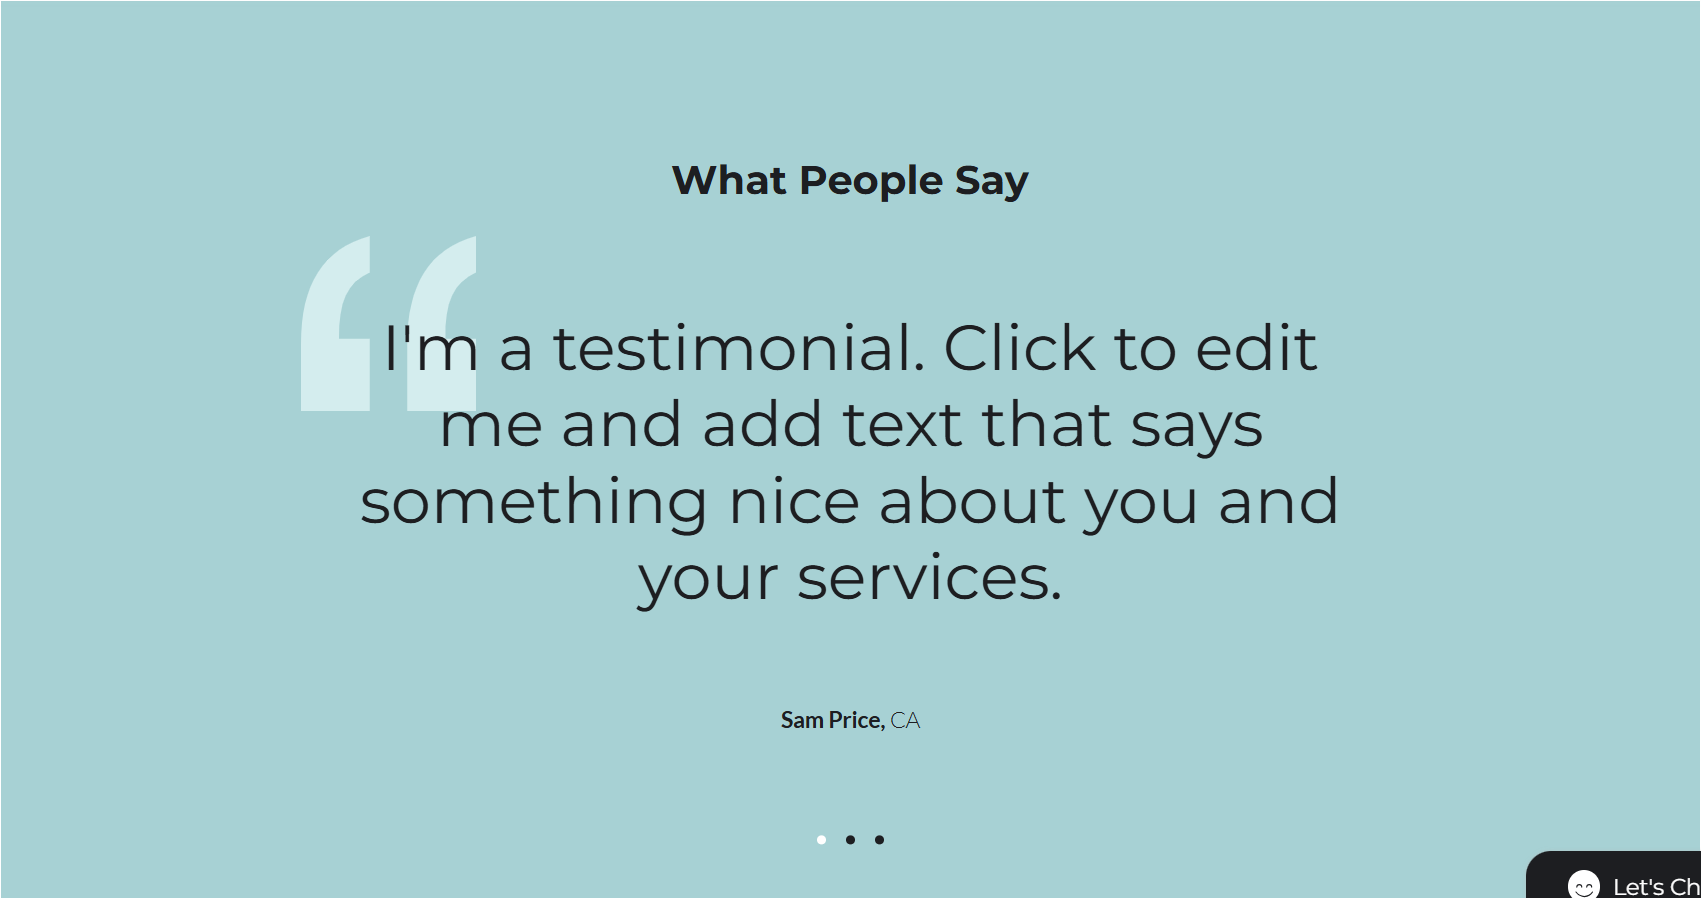 What People Say
I'm a testimonial. Click to edit
me and add text that says
something nice about you and
your services.
Sam Price, CA
Let's Ch